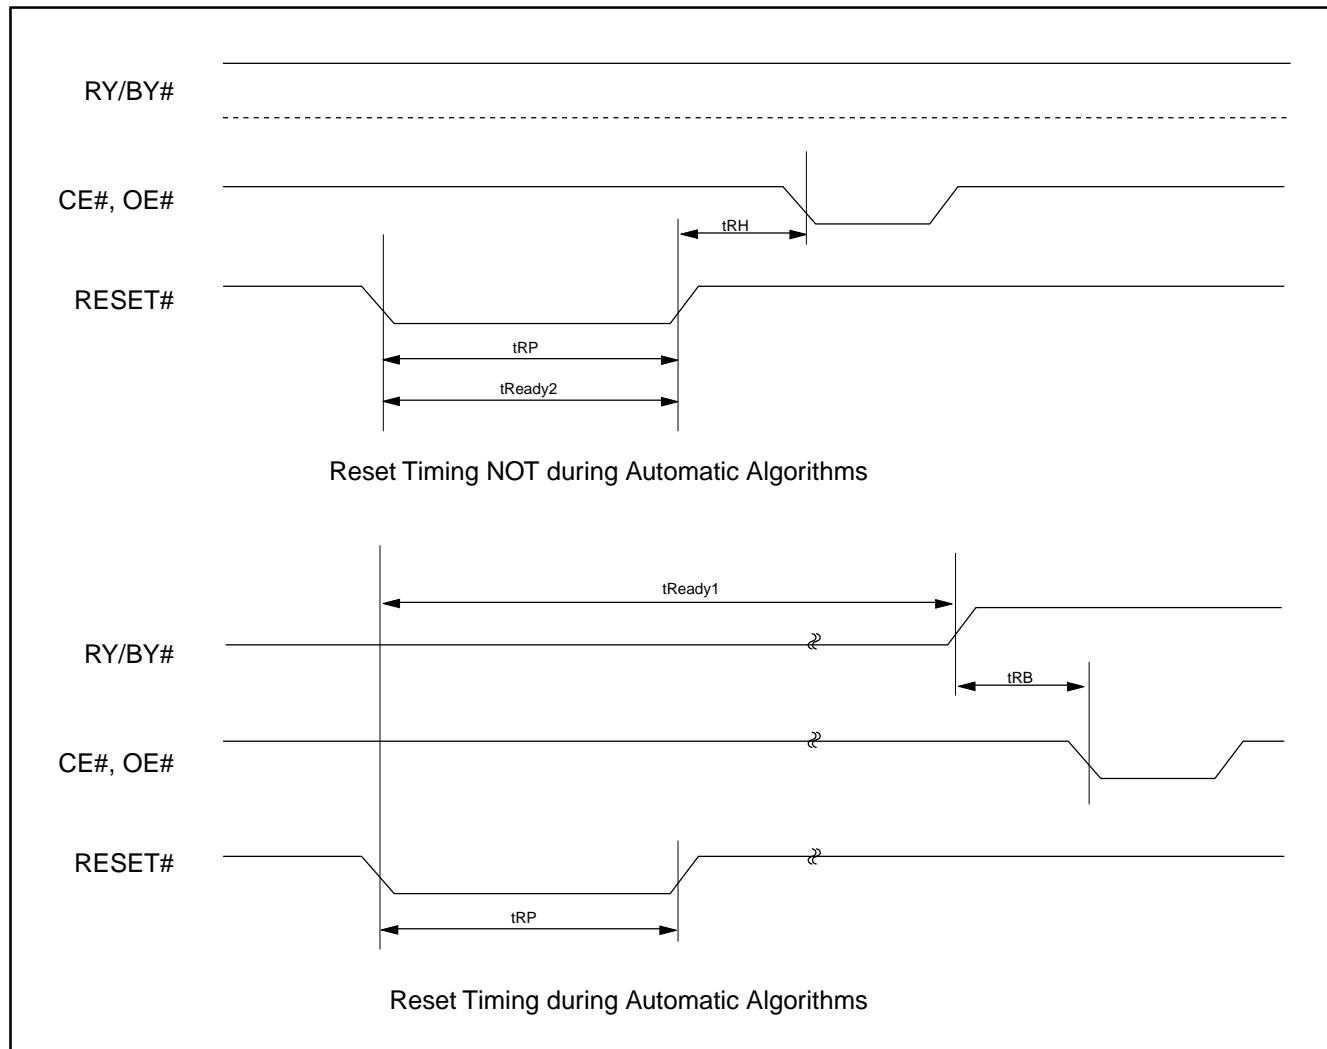 RY/BY#
CE#, OE#
tRH
RESET#
tRP
tReady2
Reset Timing NOT during Automatic Algorithms
tReady1
RY/BY#
tRB
CE#, OE#
RESET#
tRP
Reset Timing during Automatic Algorithms